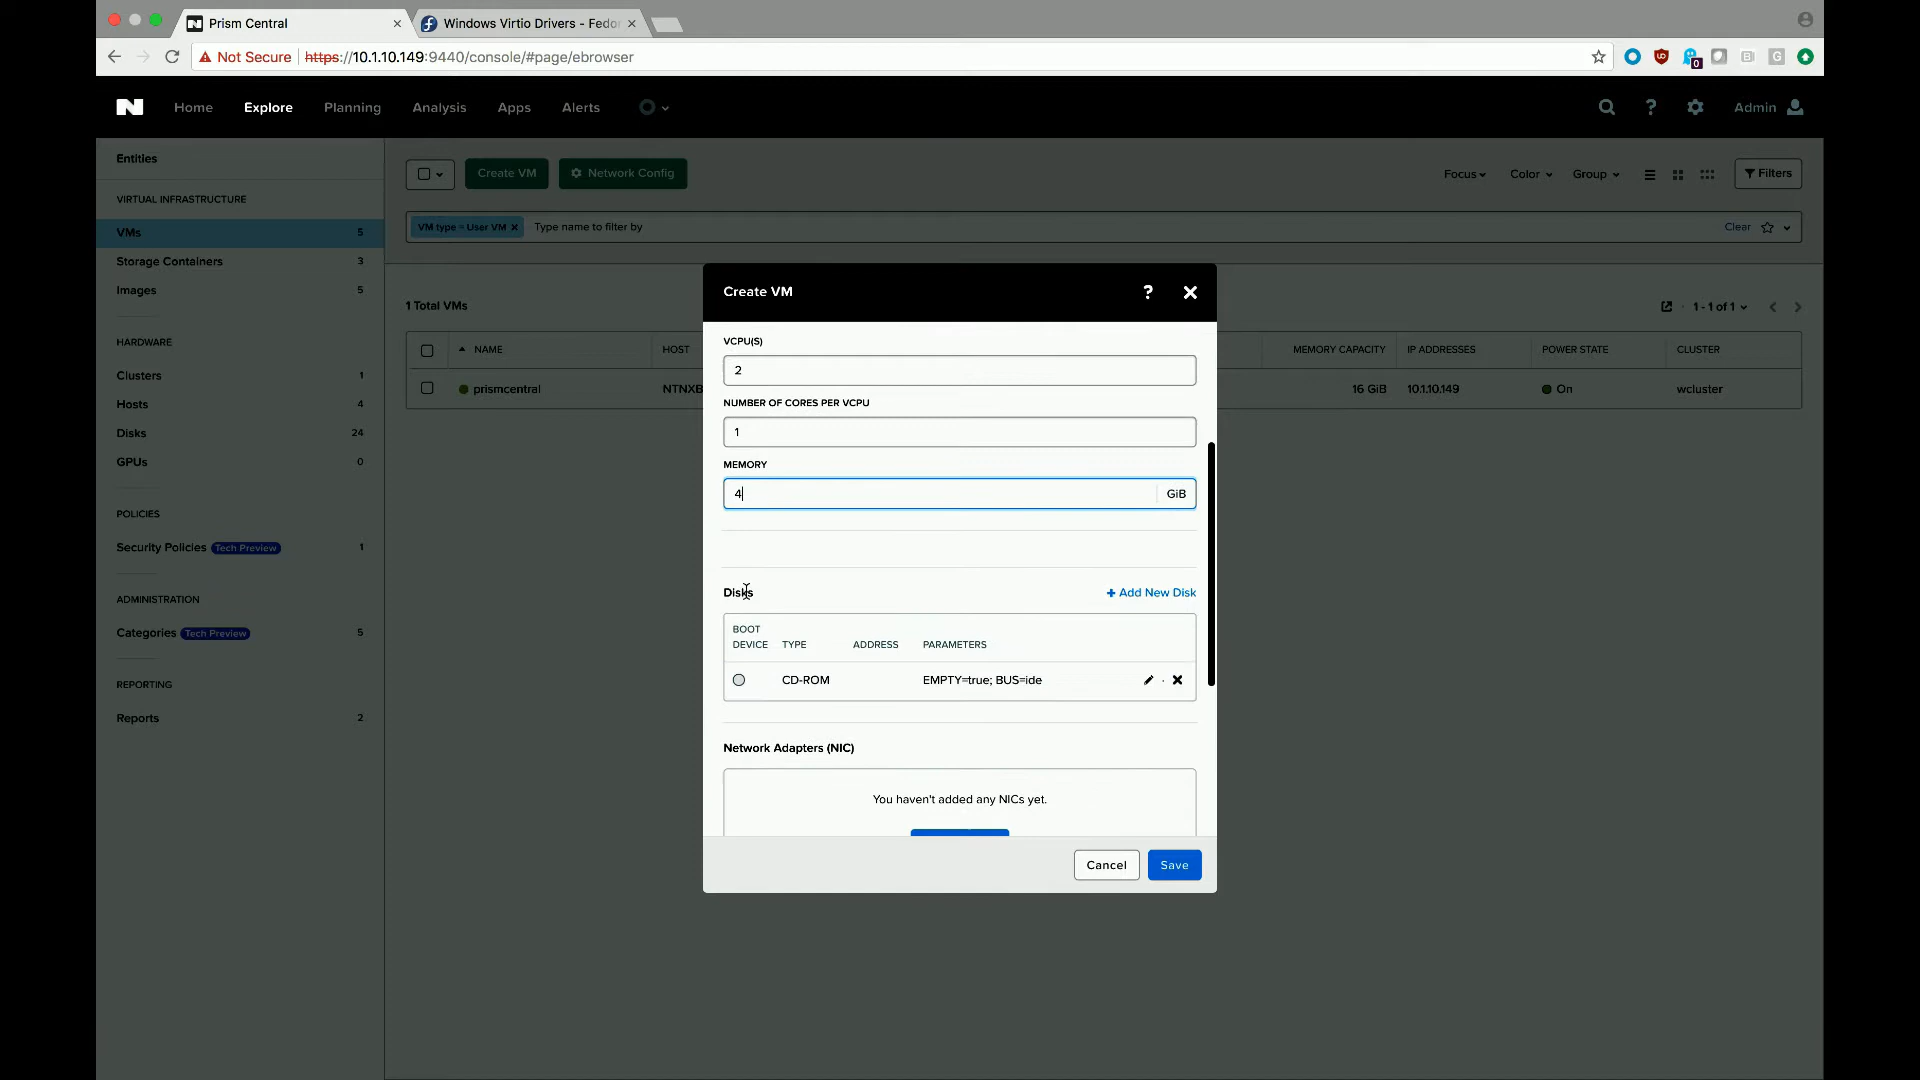 Prism Central
Windows Virtio Drivers - Fedor
Not Secure
https://10.1.10.149:9440/console/#page/ebrowser
0
G
Home
Explore
Planning
Analysis
Apps
Alerts
?
Admin
Entities
VIRTUAL INFRASTRUCTURE
VMs 5
Storage Containers 3
Images 5
HARDWARE
Clusters 1
Hosts 4
Disks 24
GPUs 0
POLICIES
Security Policies Tech Preview 1
ADMINISTRATION
Categories Tech Preview 5
REPORTING
Reports 2
Create VM
Network Config
Focus
Color
Group
Filters
VM type = User VM
Type name to filter by
Clear
1 Total VMs
1 - 1 of 1
NAME HOST MEMORY CAPACITY IP ADDRESSES POWER STATE CLUSTER
prismcentral NTNXB 16 GiB 10.1.10.149 On wcluster
Create VM
?
VCPU(S)
2
NUMBER OF CORES PER VCPU
1
MEMORY
4 GiB
Disks
+ Add New Disk
BOOT DEVICE TYPE ADDRESS PARAMETERS
CD-ROM EMPTY=true; BUS=ide
Network Adapters (NIC)
You haven't added any NICs yet.
Cancel
Save